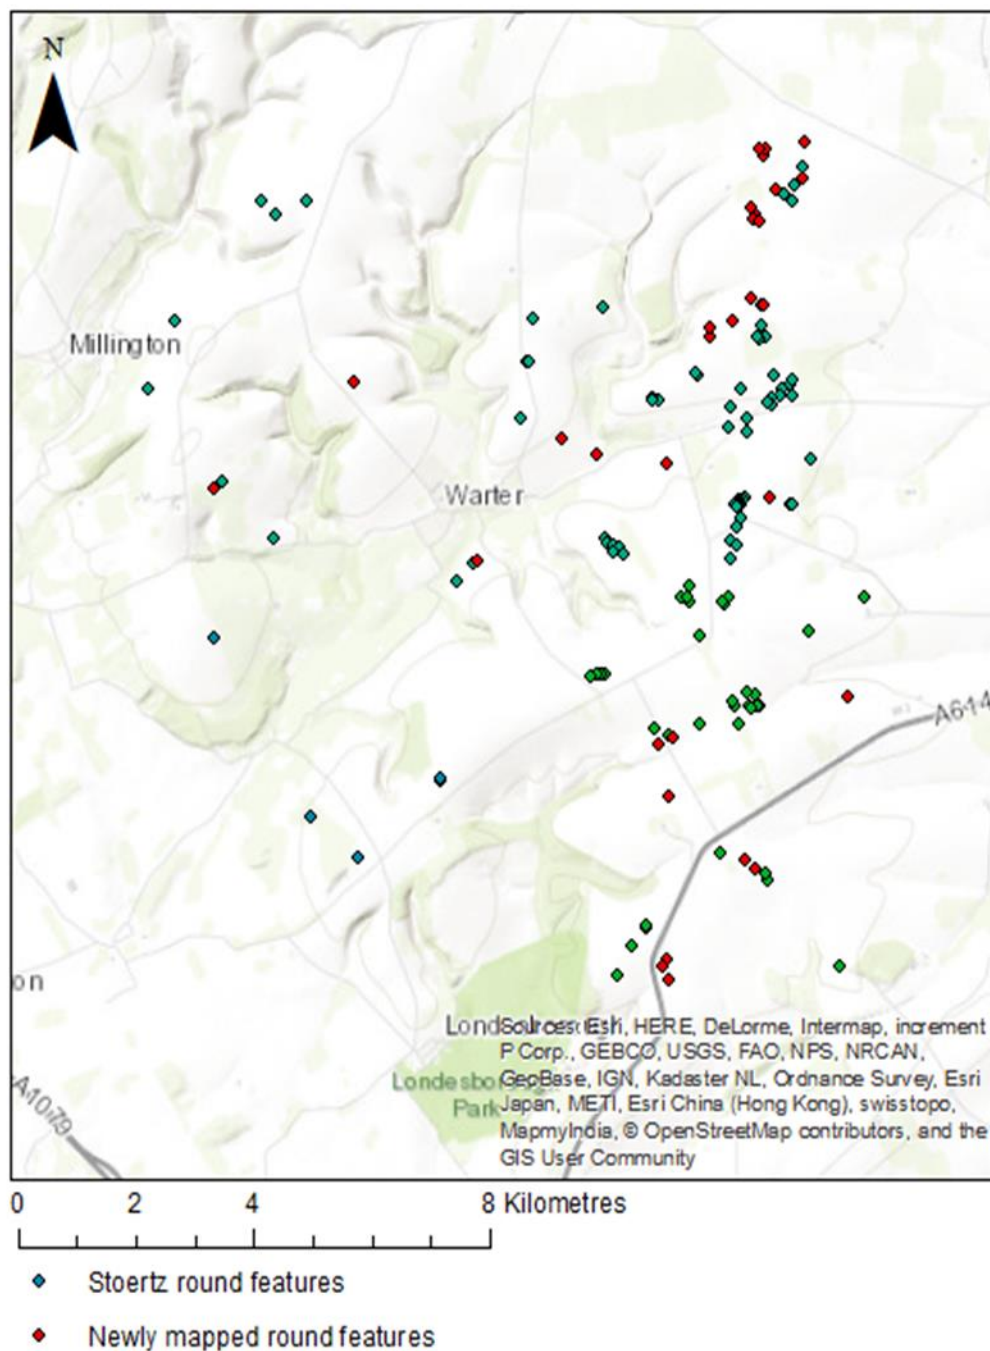 N
Millington
Warter
A614
on
Sources: Esri, HERE, DeLorme, Intermap, increment
P Corp., GEBCO, USGS, FAO, NPS, NRCAN,
GeoBase, IGN, Kadaster NL, Ordnance Survey, Esri
Japan, METI, Esri China (Hong Kong), swisstopo,
MapmyIndia, © OpenStreetMap contributors, and the
GIS User Community
Park
A1079
0 2 4 8 Kilometres
Stoertz round features
Newly mapped round features